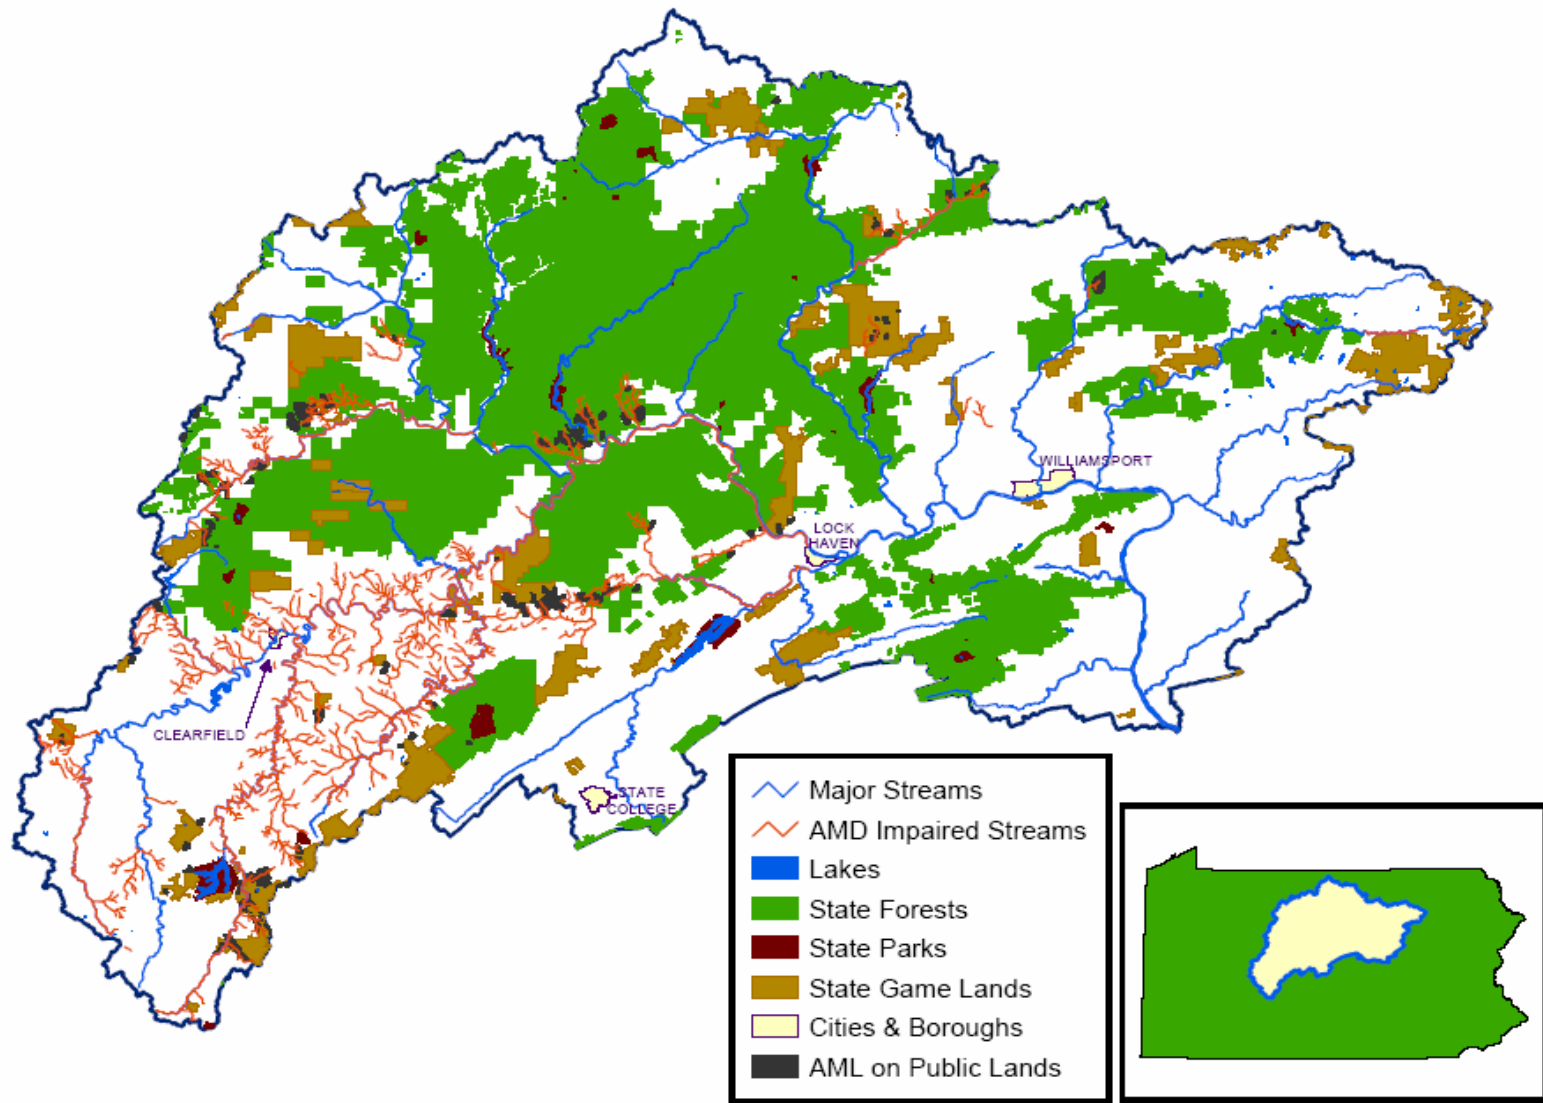 WILLIAMSPORT
LOCK
HAVEN
CLEARFIELD
STATE
COLLEGE
Major Streams
AMD Impaired Streams
Lakes
State Forests
State Parks
State Game Lands
Cities & Boroughs
AML on Public Lands